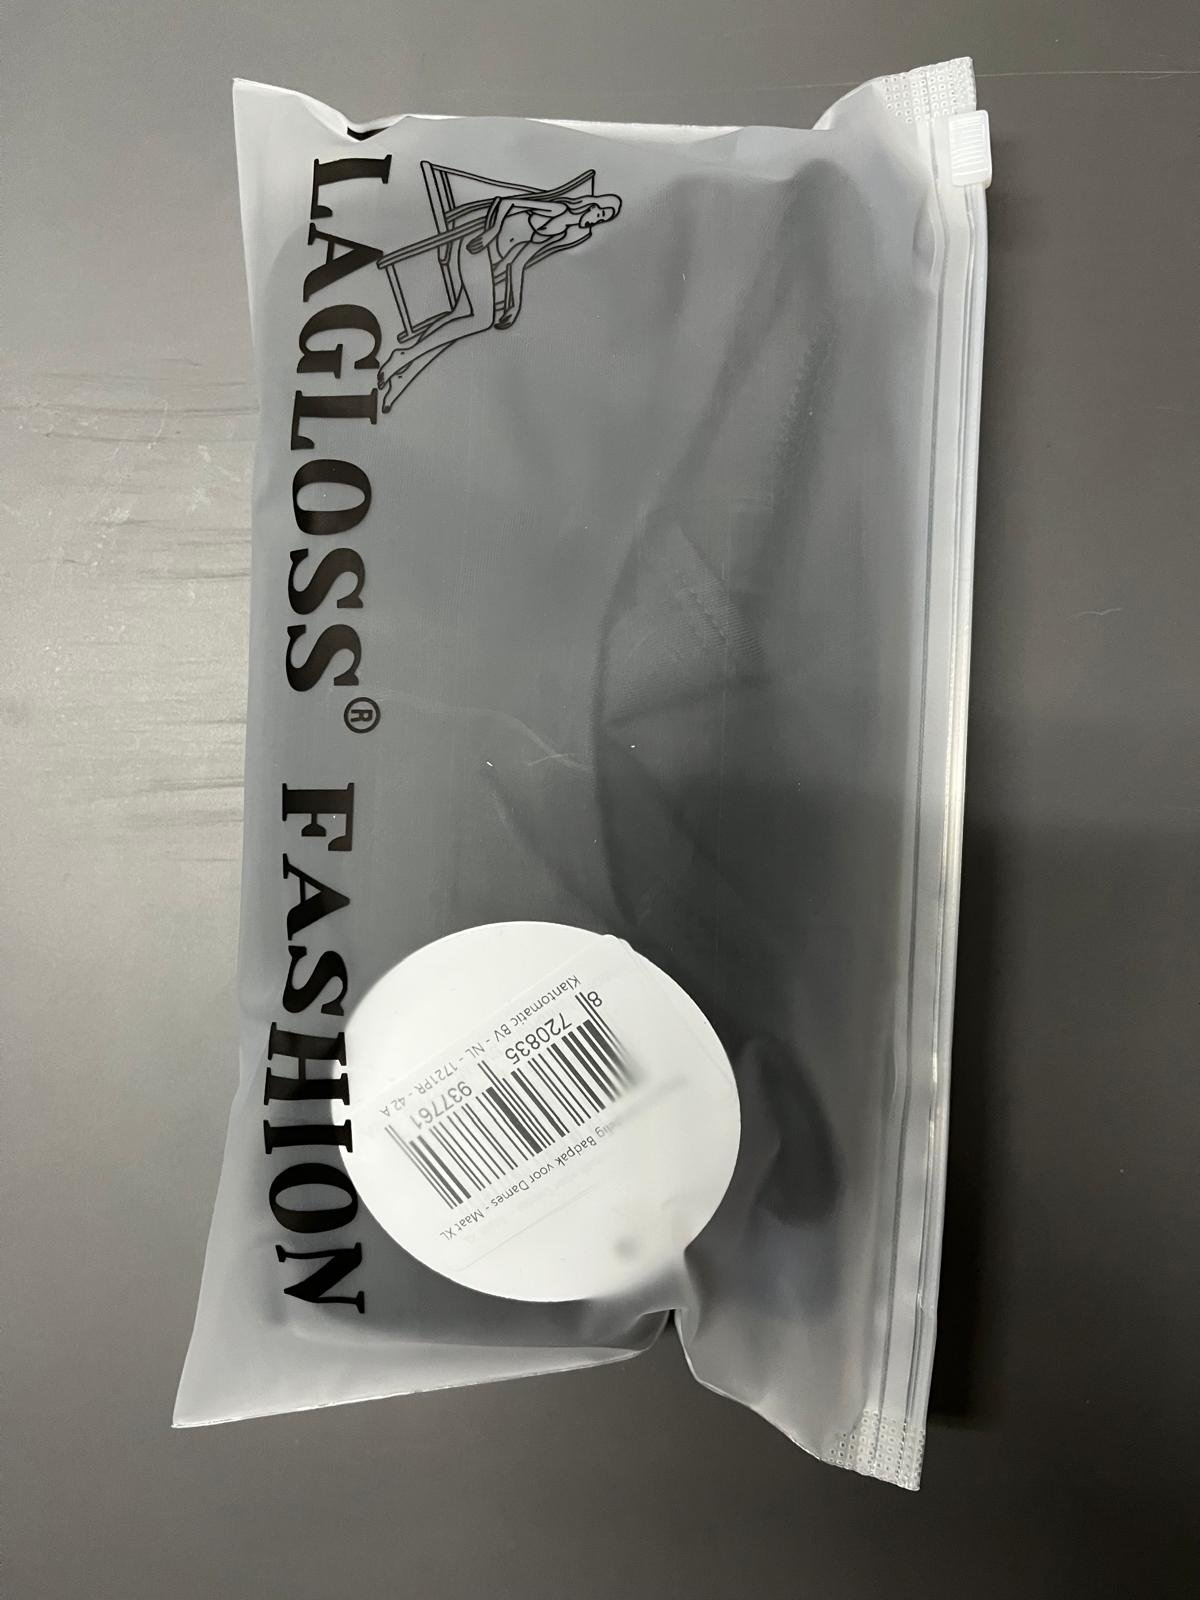 LAGLOSS® FASHION
Klantomatic BV - NL - 1721PR - 42 A
8 720835 937761
Badpak voor Dames - Maat XL